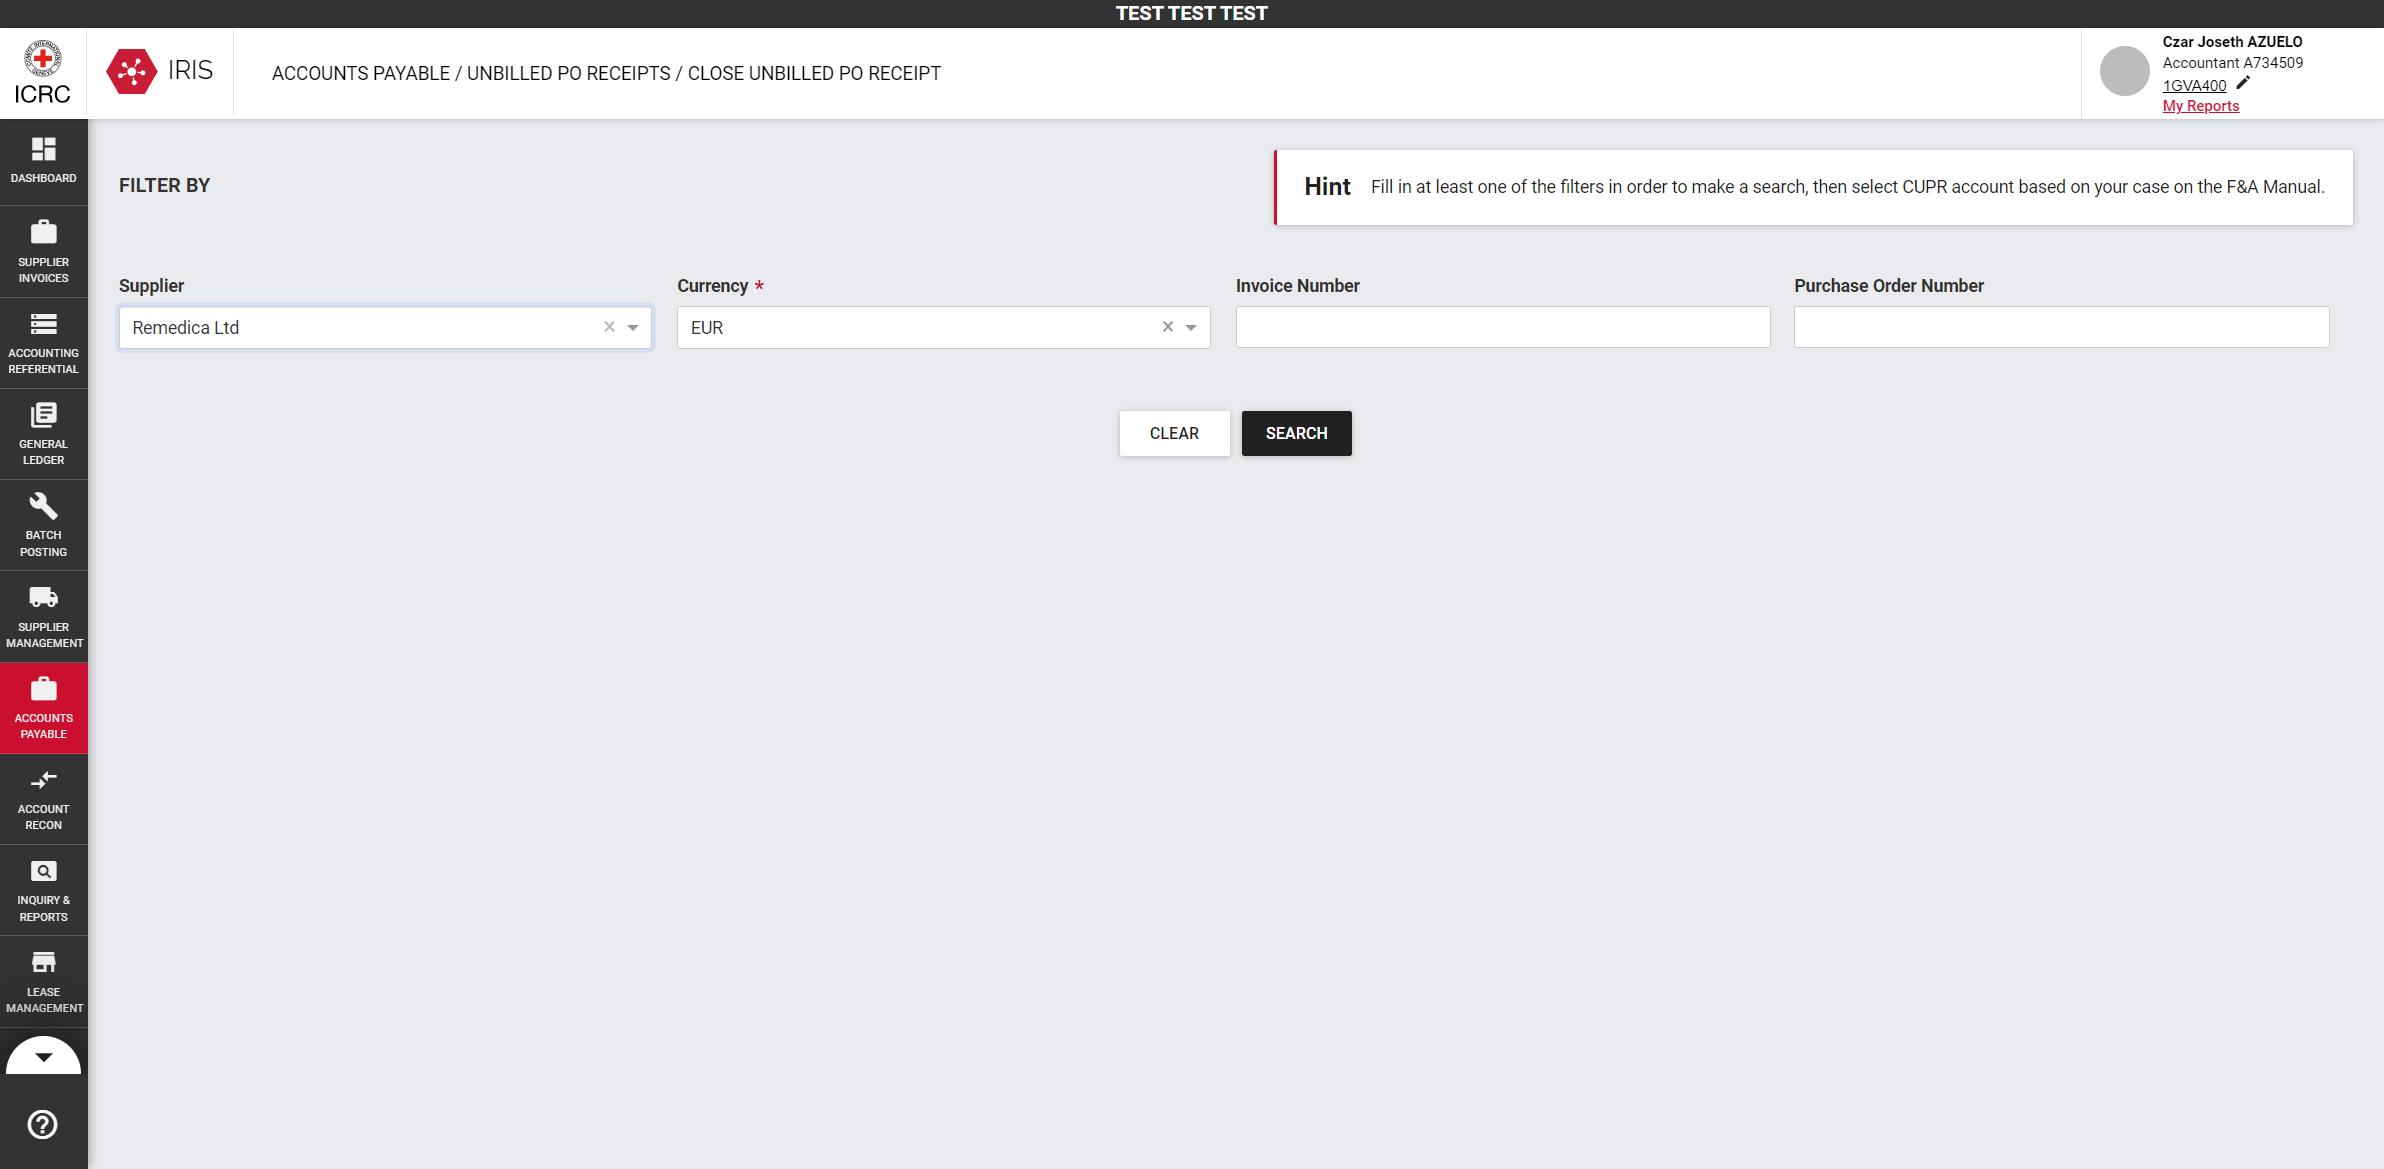 TEST TEST TEST
ICRC
IRIS
ACCOUNTS PAYABLE / UNBILLED PO RECEIPTS / CLOSE UNBILLED PO RECEIPT
Czar Joseth AZUELO
Accountant A734509
1GVA400
My Reports
DASHBOARD
SUPPLIER
INVOICES
ACCOUNTING
REFERENTIAL
GENERAL
LEDGER
BATCH
POSTING
SUPPLIER
MANAGEMENT
ACCOUNTS
PAYABLE
ACCOUNT
RECON
INQUIRY &
REPORTS
LEASE
MANAGEMENT
FILTER BY
Hint Fill in at least one of the filters in order to make a search, then select CUPR account based on your case on the F&A Manual.
Supplier
Remedica Ltd
Currency *
EUR
Invoice Number
Purchase Order Number
CLEAR
SEARCH